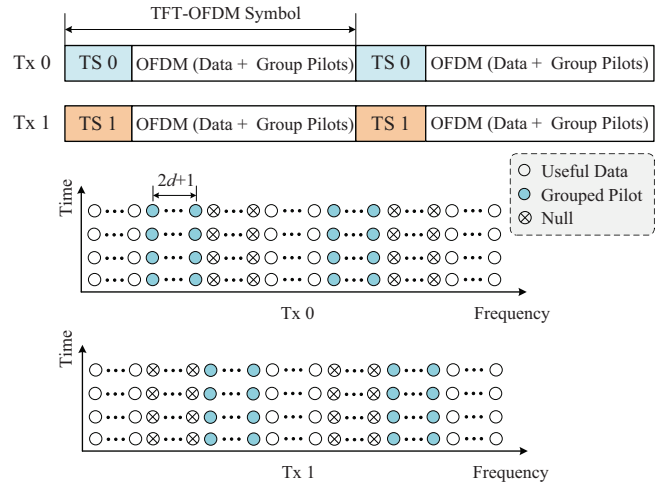 TFT-OFDM Symbol
Tx 0 TS 0 OFDM (Data + Group Pilots) TS 0 OFDM (Data + Group Pilots)
Tx 1 TS 1 OFDM (Data + Group Pilots) TS 1 OFDM (Data + Group Pilots)
2d+1
Useful Data
Grouped Pilot
Null
Time
Tx 0 Frequency
Time
Tx 1 Frequency